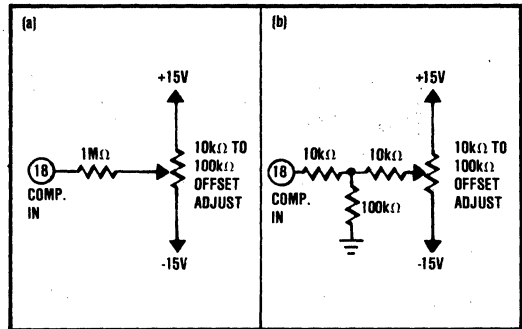 (a)
+15V
1MΩ
10kΩ TO
100kΩ
OFFSET
ADJUST
18
COMP.
IN
-15V
(b)
+15V
10kΩ
10kΩ
10kΩ TO
100kΩ
OFFSET
ADJUST
18
COMP.
IN
100kΩ
-15V